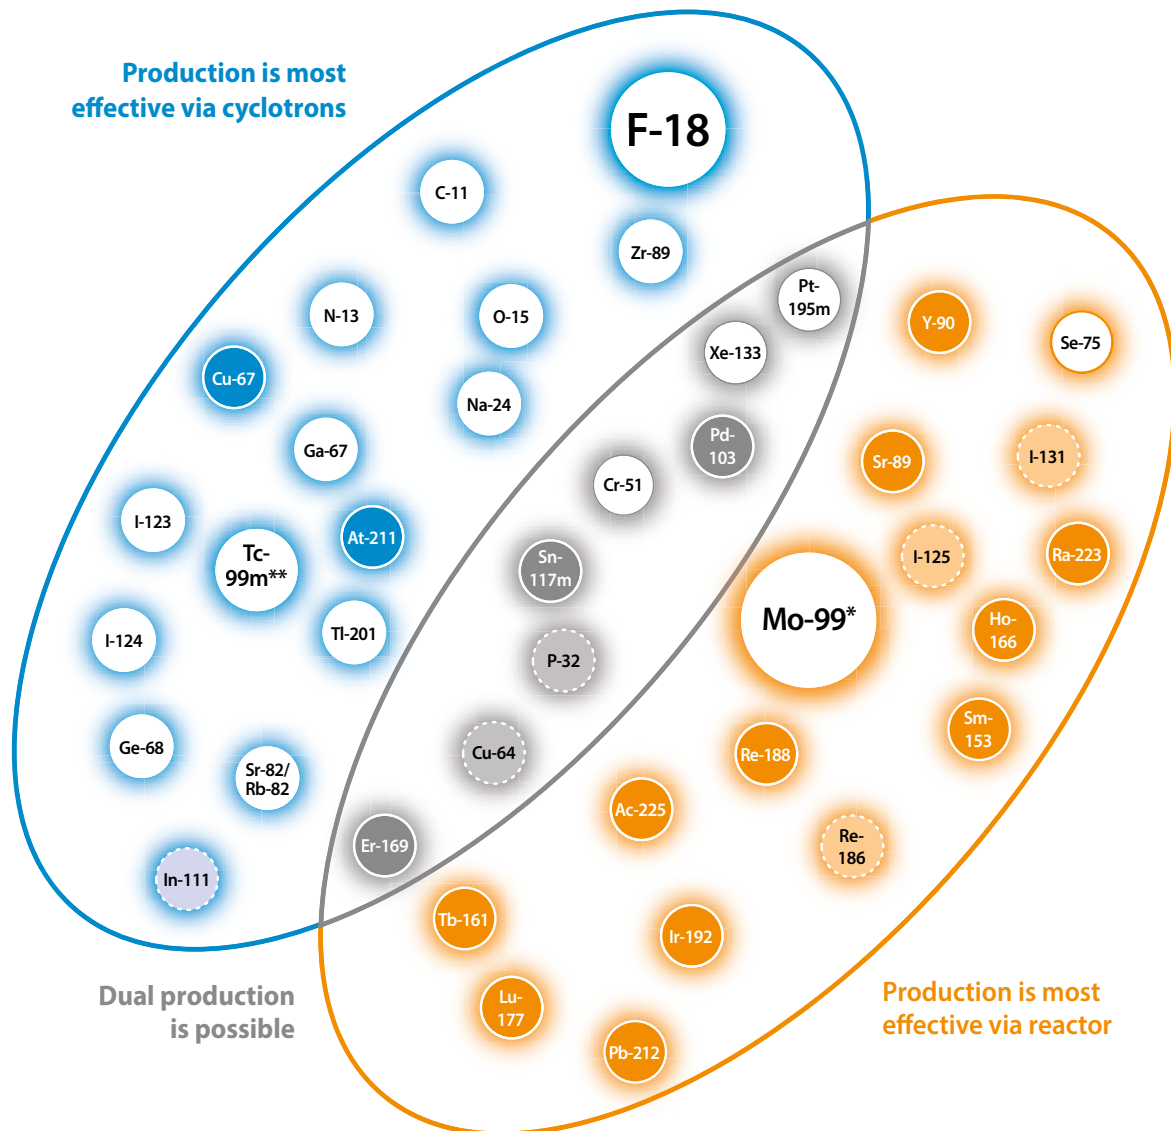 Production is most
effective via cyclotrons
F-18
C-11
Zr-89
Pt-
195m
N-13
O-15
Y-90
Se-75
Xe-133
Cu-67
Na-24
Ga-67
Pd-
103
Sr-89
I-131
Cr-51
I-123
At-211
Tc-
99m**
Sn-
117m
I-125
Ra-223
Mo-99*
Ho-
166
I-124
Tl-201
P-32
Sm-
153
Ge-68
Sr-82/
Rb-82
Cu-64
Re-188
Ac-225
Er-169
Re-
186
In-111
Tb-161
Ir-192
Dual production
is possible
Lu-
177
Production is most
effective via reactor
Pb-212